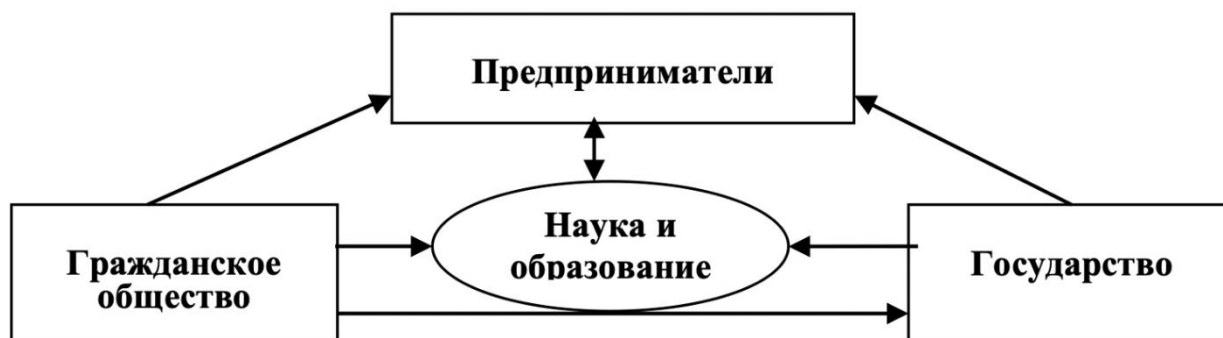 Предприниматели
Наука и
образование
Гражданское
общество
Государство